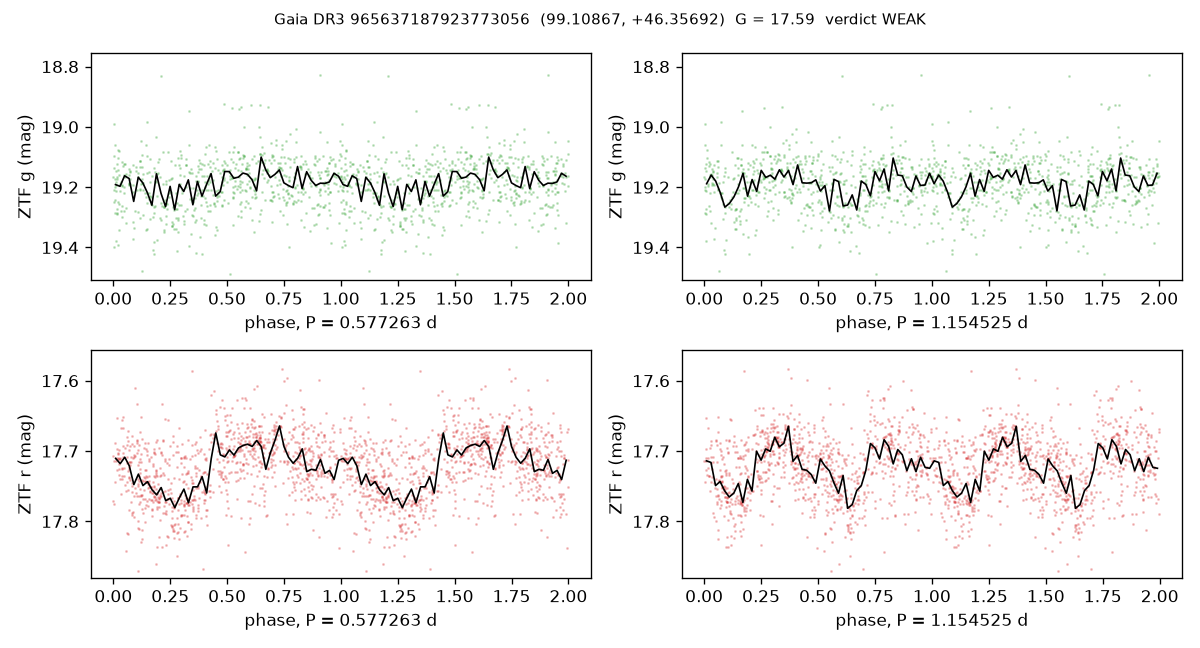 Gaia DR3 965637187923773056 (99.10867, +46.35692) G = 17.59 verdict WEAK
18.8
19.0
19.2
19.4
ZTF g (mag)
0.00 0.25 0.50 0.75 1.00 1.25 1.50 1.75 2.00
phase, P = 0.577263 d
18.8
19.0
19.2
19.4
ZTF g (mag)
0.00 0.25 0.50 0.75 1.00 1.25 1.50 1.75 2.00
phase, P = 1.154525 d
17.6
17.7
17.8
ZTF r (mag)
0.00 0.25 0.50 0.75 1.00 1.25 1.50 1.75 2.00
phase, P = 0.577263 d
17.6
17.7
17.8
ZTF r (mag)
0.00 0.25 0.50 0.75 1.00 1.25 1.50 1.75 2.00
phase, P = 1.154525 d